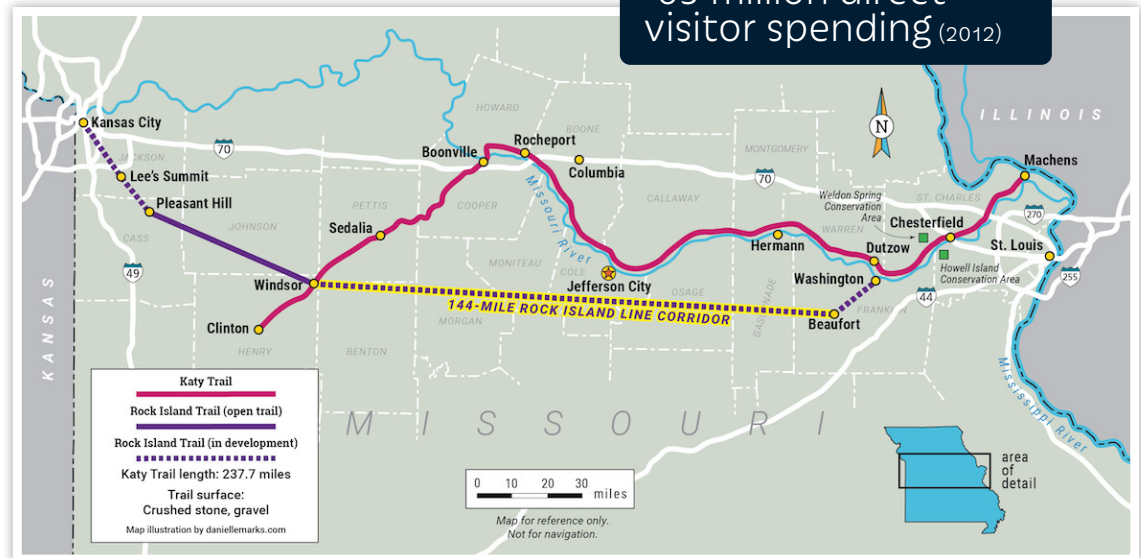 visitor spending (2012)
ILLINOIS
HOWARD
BOONE
MONTGOMERY
Kansas City
JACKSON
70
Lee's Summit
Pleasant Hill
CASS
JOHNSON
49
KANSAS
Boonville
Rocheport
Columbia
Missouri River
CALLAWAY
70
PETTIS
COOPER
Sedalia
MONITEAU
COLE
Jefferson City
OSAGE
Hermann
GASCONADE
WARREN
Weldon Spring
Conservation
Area
ST. CHARLES
Machens
270
Chesterfield
St. Louis
Dutzow
Howell Island
Conservation Area
255
Washington
44
FRANKLIN
Beaufort
Windsor
144-MILE ROCK ISLAND LINE CORRIDOR
MORGAN
Clinton
HENRY
BENTON
MISSOURI
Mississippi River
N
Katy Trail
Rock Island Trail (open trail)
Rock Island Trail (in development)
Katy Trail length: 237.7 miles
Trail surface:
Crushed stone, gravel
Map illustration by daniellemarks.com
0 10 20 30 miles
Map for reference only.
Not for navigation.
area
of
detail